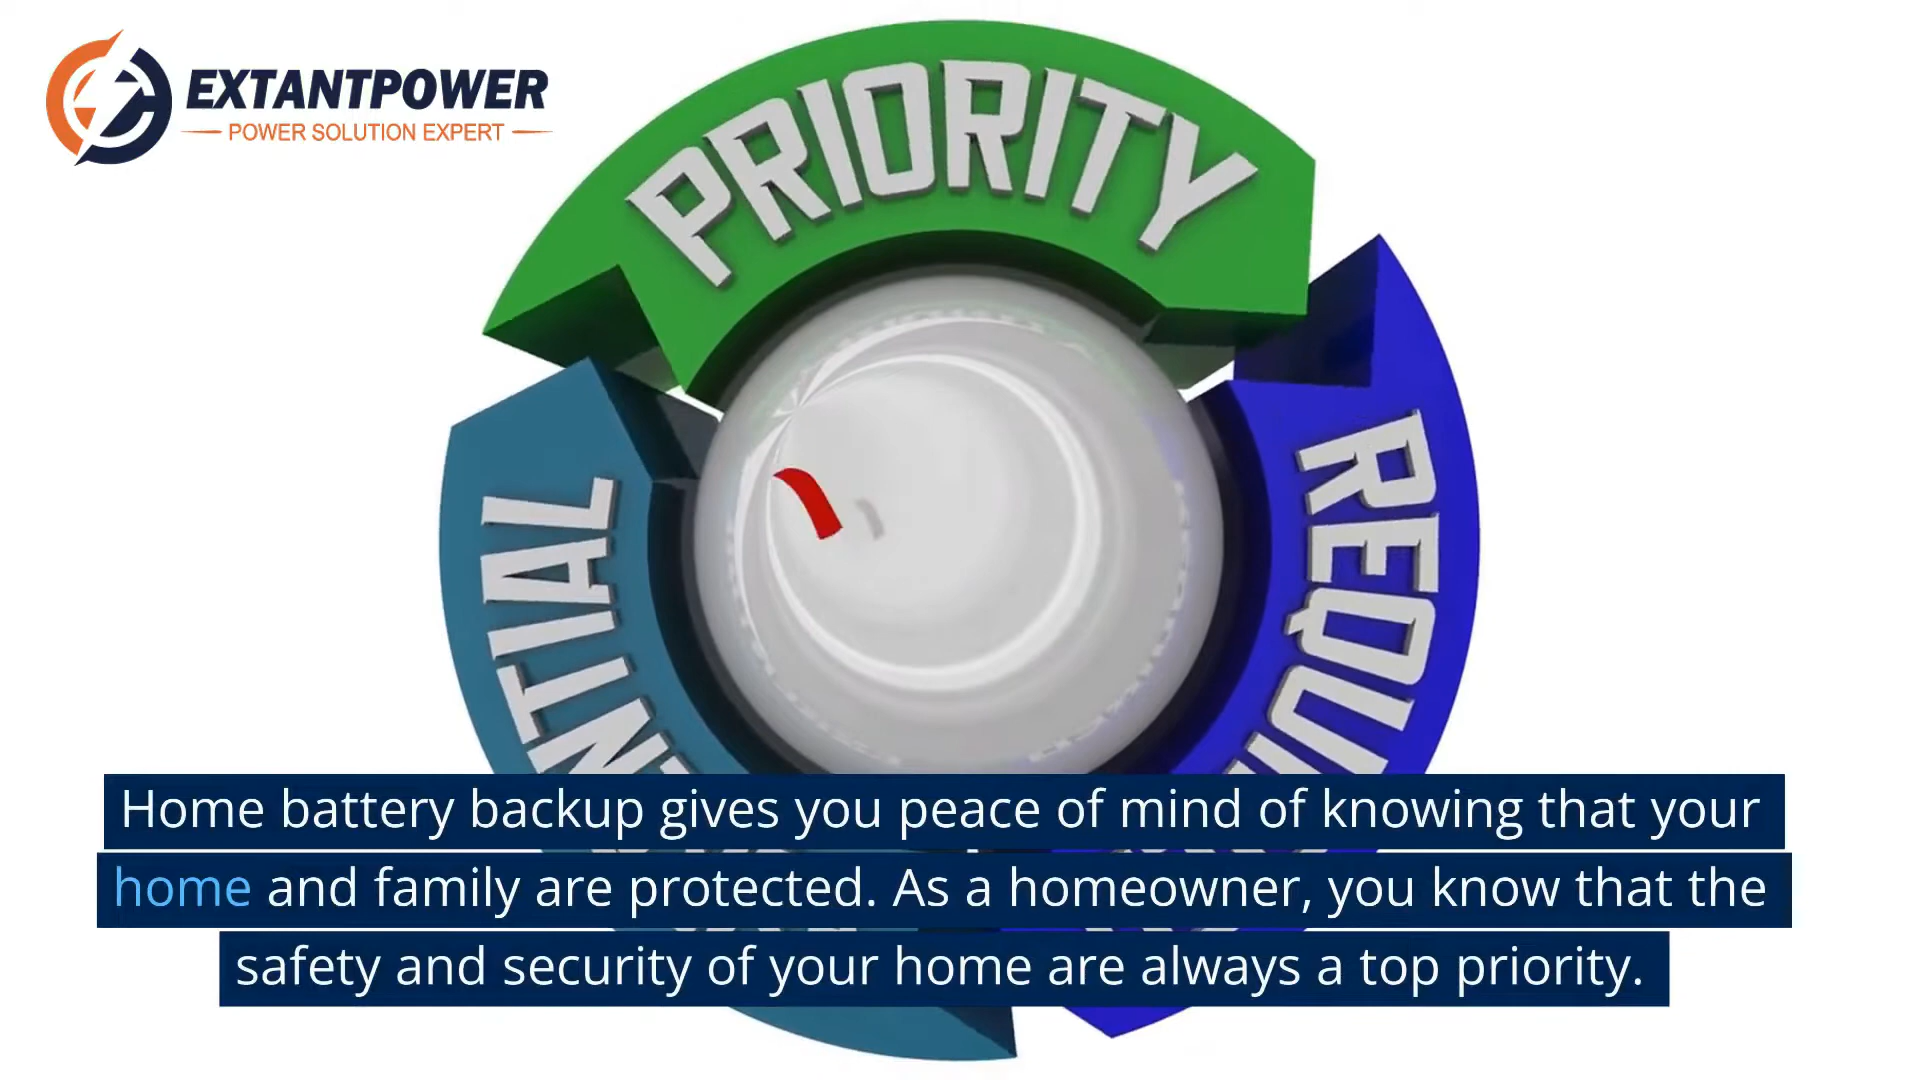 EXTANTPOWER
POWER SOLUTION EXPERT
PRIORITY
Home battery backup gives you peace of mind of knowing that your
home and family are protected. As a homeowner, you know that the
safety and security of your home are always a top priority.